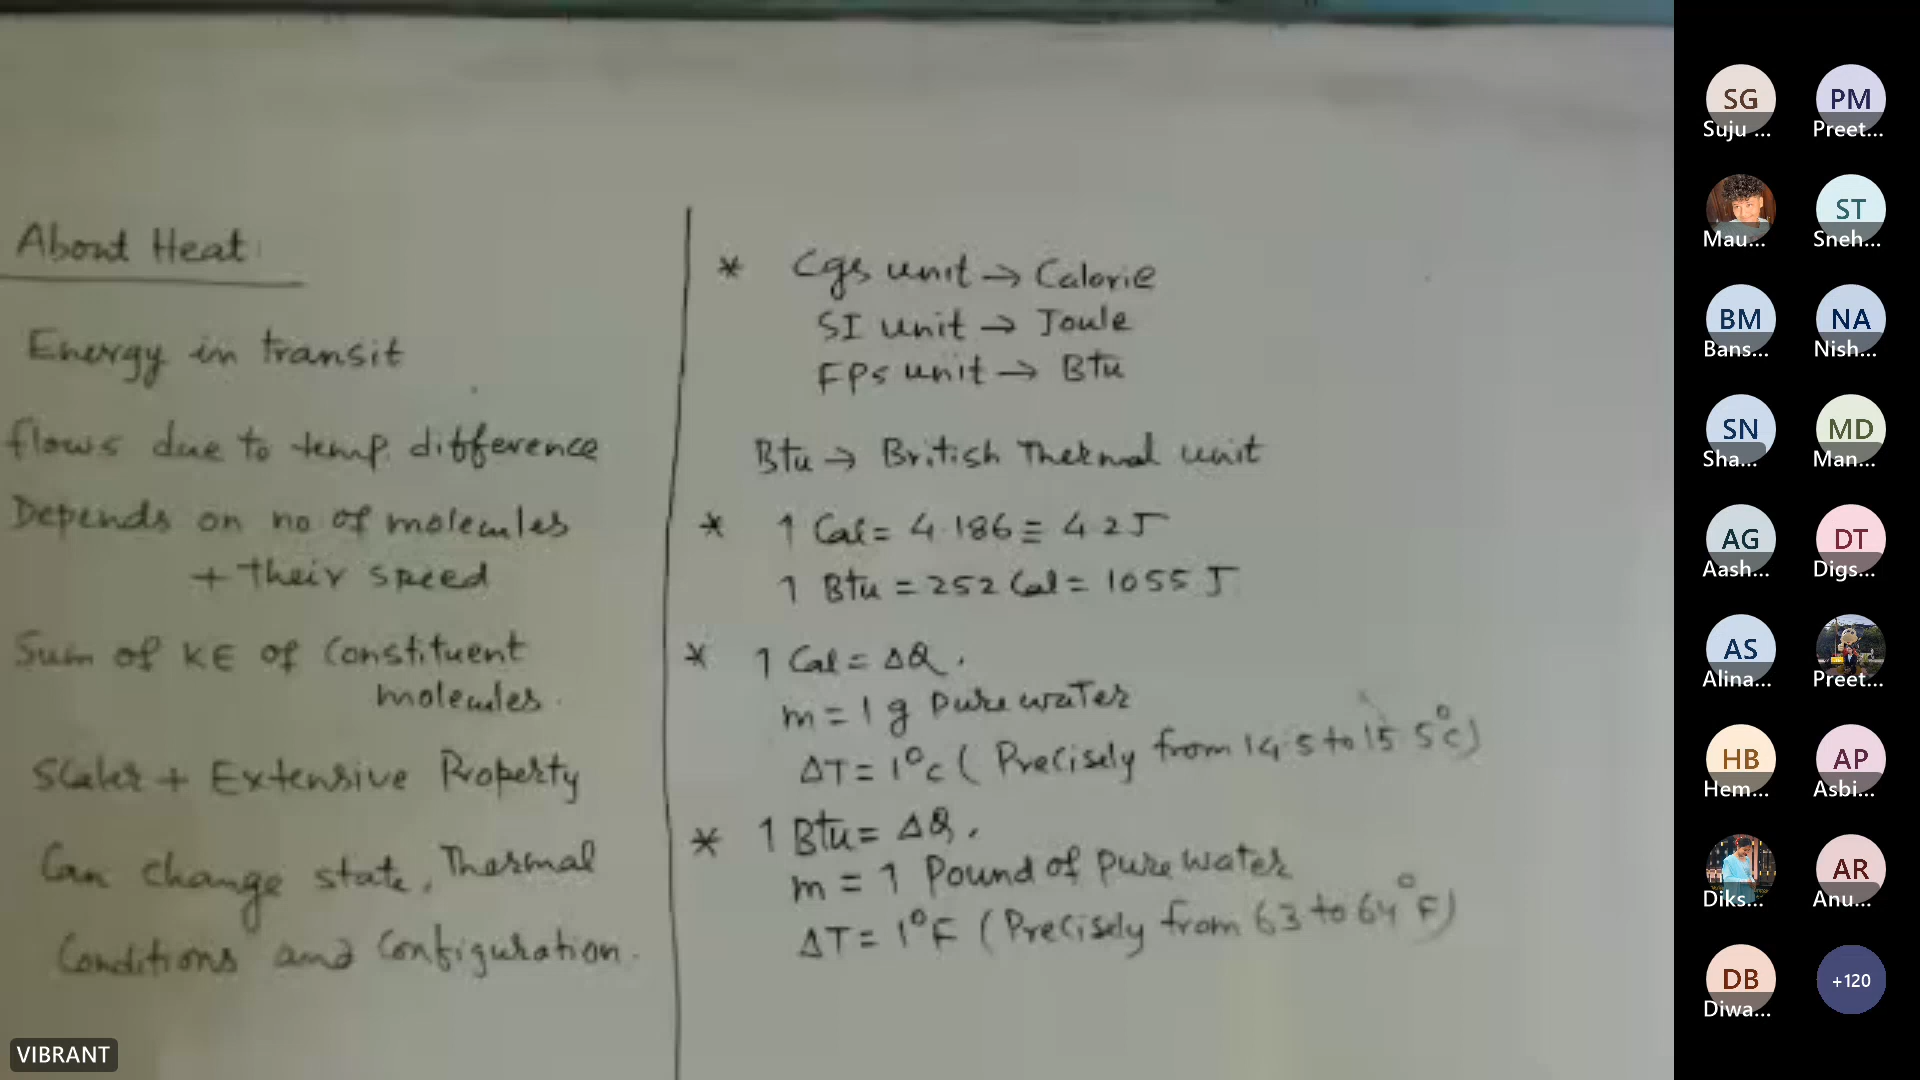 About Heat:
Energy in transit
flows due to temp. difference
Depends on no. of molecules
+ their speed
Sum of KE of Constituent
molecules.
Scaler + Extensive Property
Can change state, Thermal
Conditions and Configuration.
* Cgs unit → Calorie
SI unit → Joule
FPS unit → Btu
Btu → British Thermal unit
* 1 Cal = 4.186 ≡ 4.2 J
1 Btu = 252 Cal = 1055 J
* 1 Cal = ΔQ.
m = 1 g pure water
ΔT = 1°C ( Precisely from 14.5 to 15.5°C)
* 1 Btu = ΔQ.
m = 1 Pound of pure water
ΔT = 1°F ( Precisely from 63 to 64°F)
VIBRANT
SG PM
Suju ... Preet...
ST
Mau... Sneh...
BM NA
Bans... Nish...
SN MD
Sha... Man...
AG DT
Aash... Digs...
AS
Alina... Preet...
HB AP
Hem... Asbi...
AR
Diks... Anu...
DB +120
Diwa...